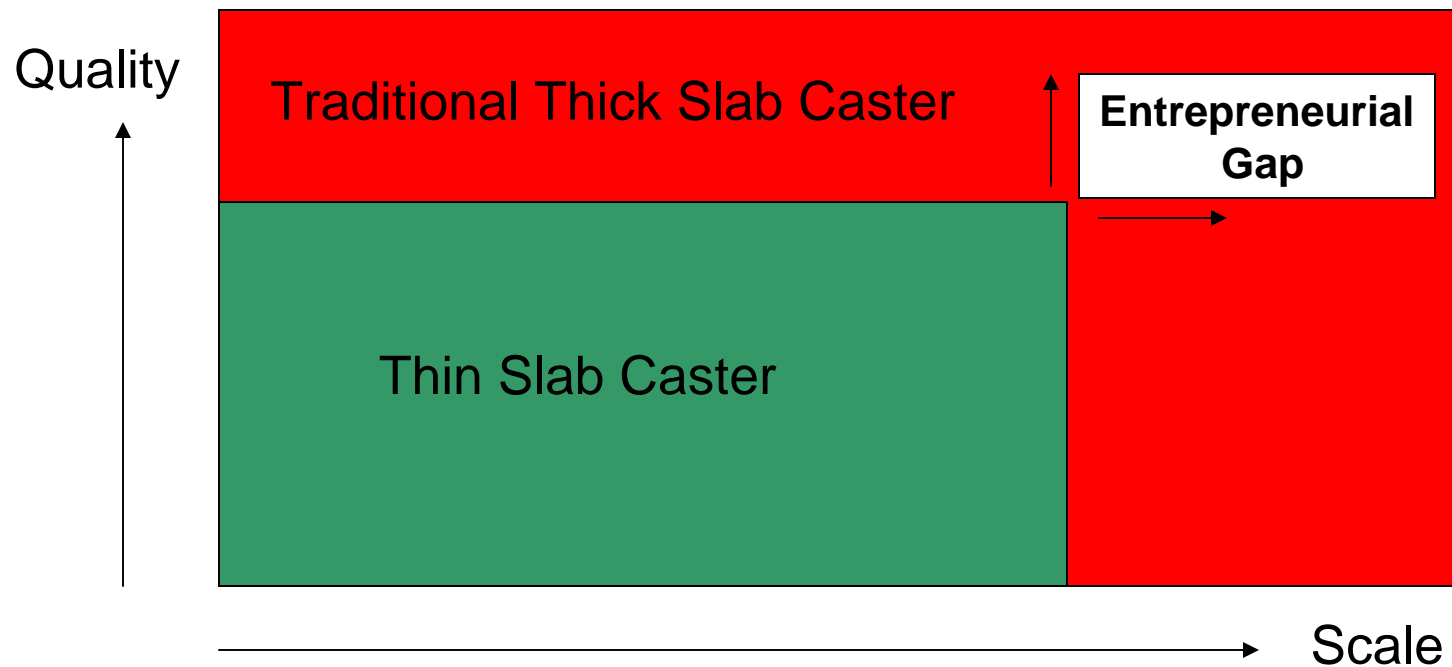 Quality
Traditional Thick Slab Caster
Entrepreneurial
Gap
Thin Slab Caster
Scale